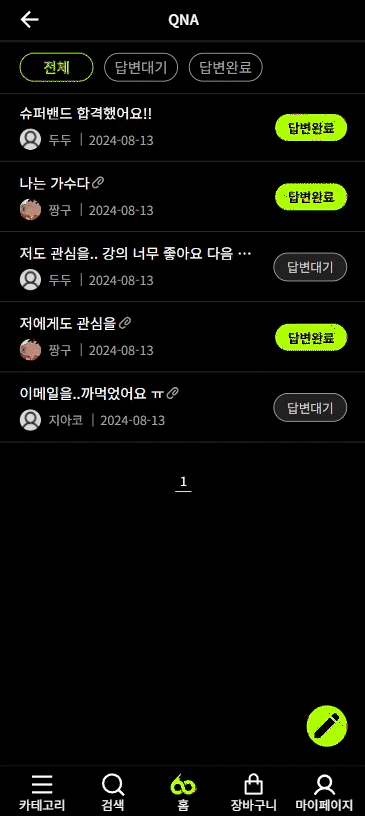 QNA
전체 답변대기 답변완료
슈퍼밴드 합격했어요!!
두두 | 2024-08-13
답변완료
나는 가수다
짱구 | 2024-08-13
답변완료
저도 관심을.. 강의 너무 좋아요 다음 ...
두두 | 2024-08-13
답변대기
저에게도 관심을
짱구 | 2024-08-13
답변완료
이메일을..까먹었어요 ㅠ
지아코 | 2024-08-13
답변대기
1
카테고리 검색 홈 장바구니 마이페이지